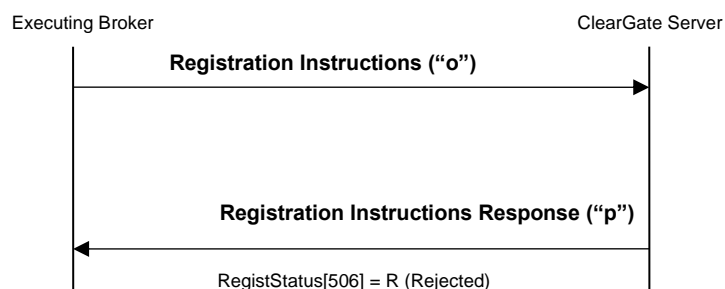 Executing Broker
ClearGate Server
Registration Instructions (“o”)
Registration Instructions Response (“p”)
RegistStatus[506] = R (Rejected)